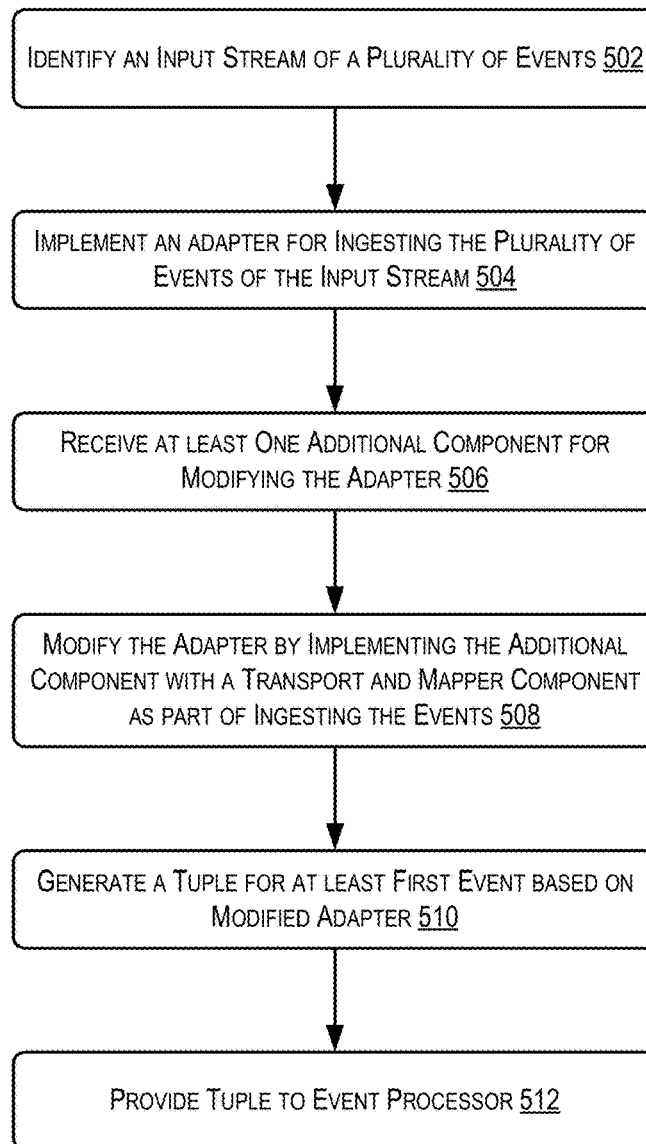 IDENTIFY AN INPUT STREAM OF A PLURALITY OF EVENTS 502
IMPLEMENT AN ADAPTER FOR INGESTING THE PLURALITY OF
EVENTS OF THE INPUT STREAM 504
RECEIVE AT LEAST ONE ADDITIONAL COMPONENT FOR
MODIFYING THE ADAPTER 506
MODIFY THE ADAPTER BY IMPLEMENTING THE ADDITIONAL
COMPONENT WITH A TRANSPORT AND MAPPER COMPONENT
AS PART OF INGESTING THE EVENTS 508
GENERATE A TUPLE FOR AT LEAST FIRST EVENT BASED ON
MODIFIED ADAPTER 510
PROVIDE TUPLE TO EVENT PROCESSOR 512